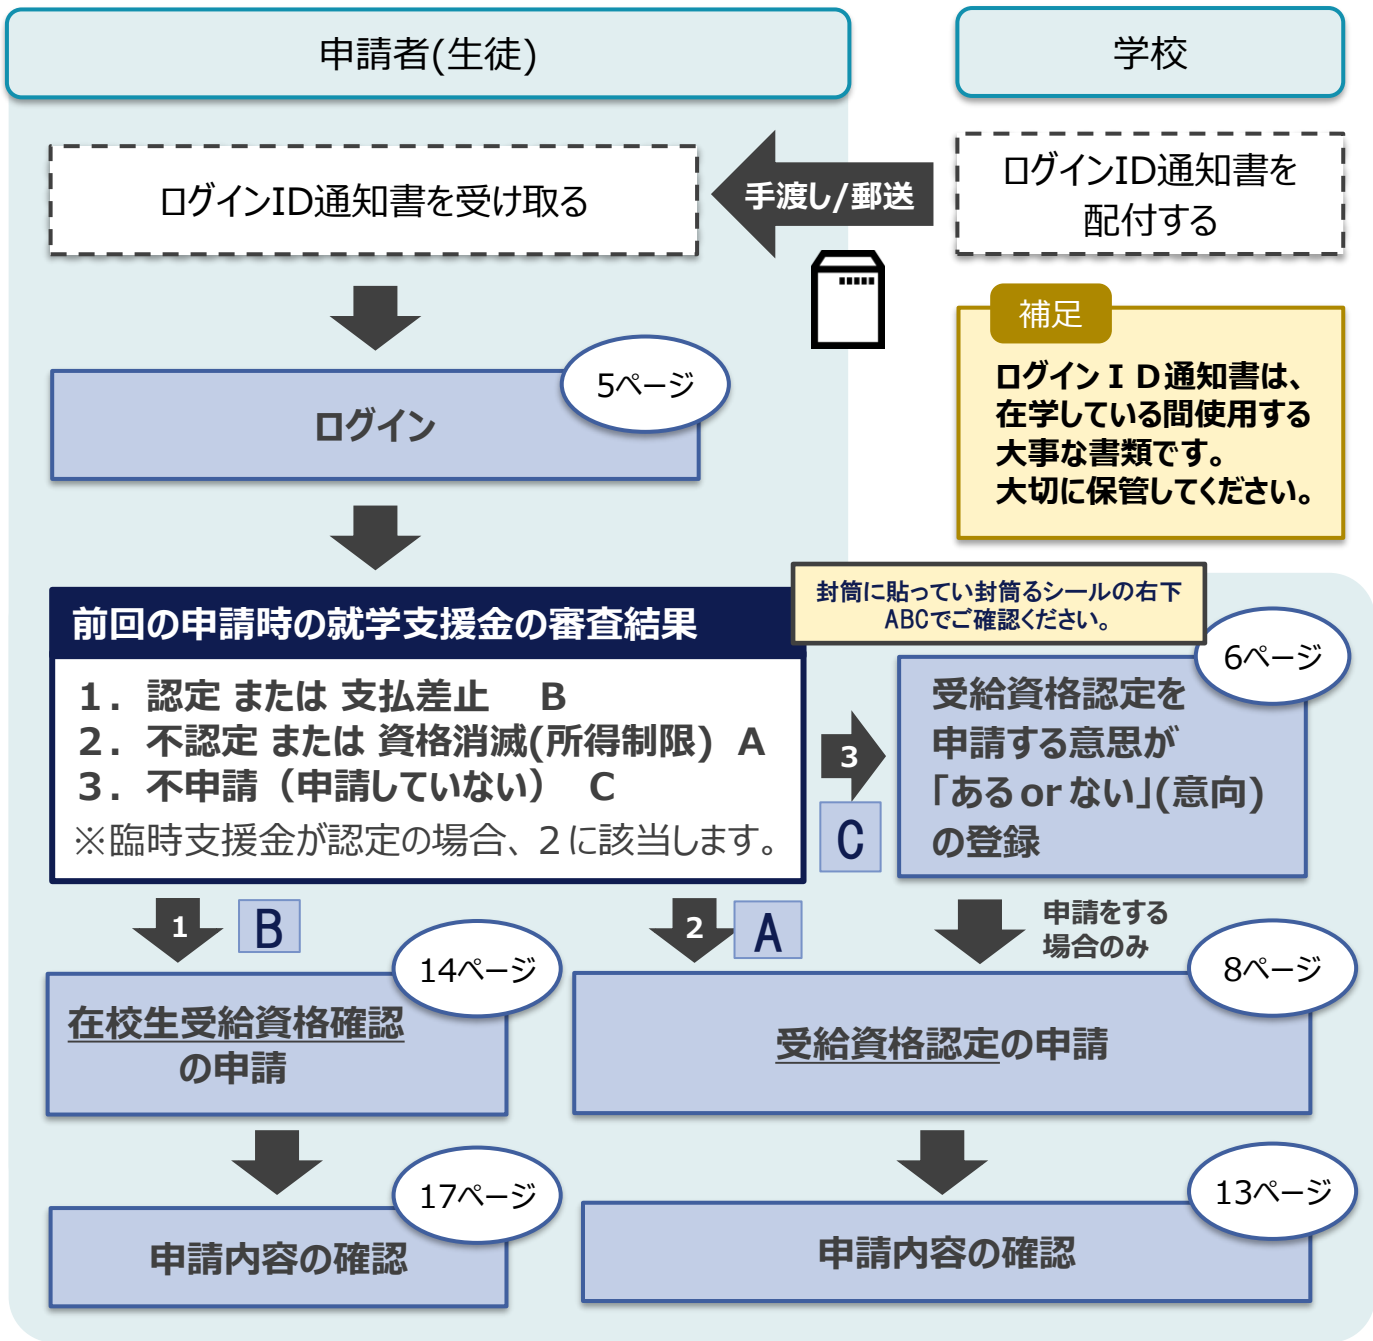 申請者(生徒)
学校
ログインID通知書を受け取る
手渡し/郵送
ログインID通知書を
配付する
補足
ログインＩＤ通知書は、
在学している間使用する
大事な書類です。
大切に保管してください。
5ページ
ログイン
封筒に貼ってい封筒るシールの右下
ABCでご確認ください。
前回の申請時の就学支援金の審査結果
１．認定 または 支払差止　B
２．不認定 または 資格消滅(所得制限)　A
３．不申請（申請していない）　C
※臨時支援金が認定の場合、２に該当します。
3
C
6ページ
受給資格認定を
申請する意思が
「あるorない」(意向)
の登録
1
B
2
A
申請をする
場合のみ
14ページ
在校生受給資格確認
の申請
8ページ
受給資格認定の申請
17ページ
申請内容の確認
13ページ
申請内容の確認